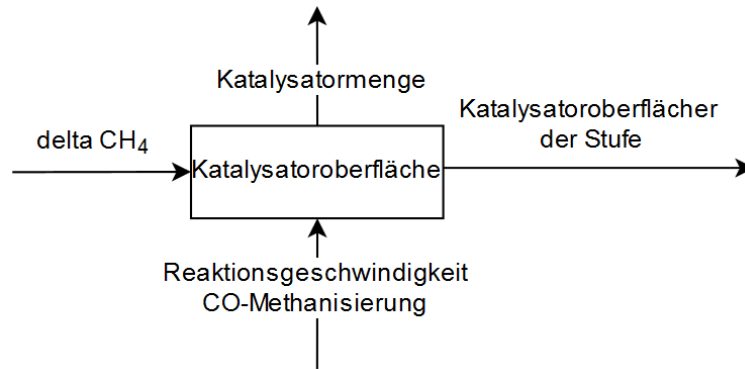 Katalysatormenge
Katalysatoroberflächer
der Stufe
delta CH₄
Katalysatoroberfläche
Reaktionsgeschwindigkeit
CO-Methanisierung